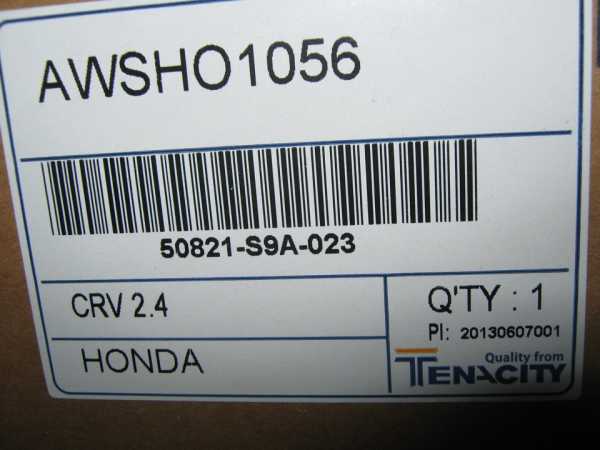 AWSHO1056
50821-S9A-023
CRV 2.4
HONDA
Q'TY : 1
PI: 20130607001
Quality from
TENACITY